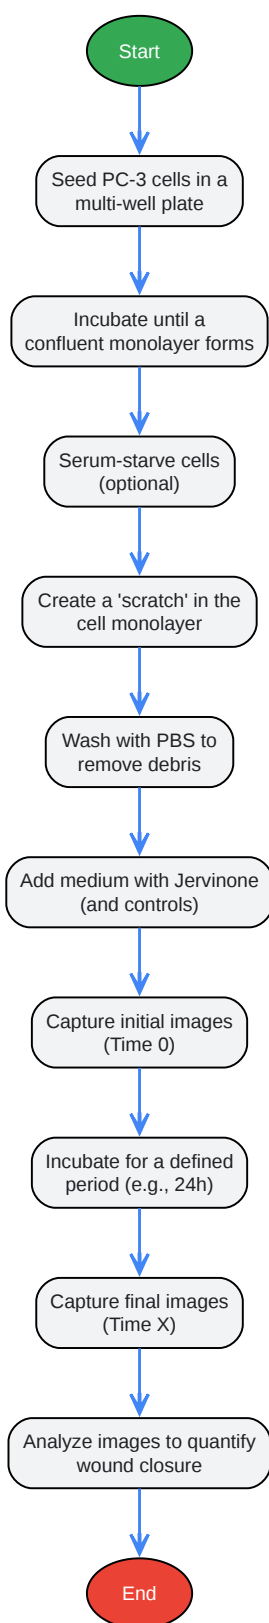 Start
Seed PC-3 cells in a
multi-well plate
Incubate until a
confluent monolayer forms
Serum-starve cells
(optional)
Create a 'scratch' in the
cell monolayer
Wash with PBS to
remove debris
Add medium with Jervinone
(and controls)
Capture initial images
(Time 0)
Incubate for a defined
period (e.g., 24h)
Capture final images
(Time X)
Analyze images to quantify
wound closure
End